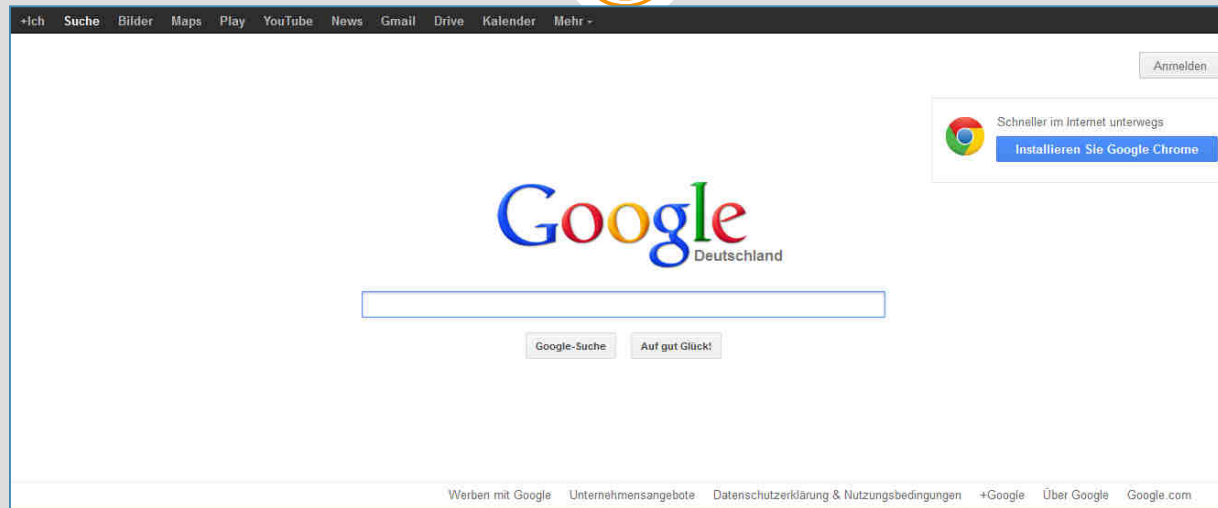 +Ich Suche Bilder Maps Play YouTube News Gmail Drive Kalender Mehr
Anmelden
Schneller im Internet unterwegs
Installieren Sie Google Chrome
Google
Deutschland
Google-Suche Auf gut Glück!
Werben mit Google Unternehmensangebote Datenschutzerklärung & Nutzungsbedingungen +Google Über Google Google.com